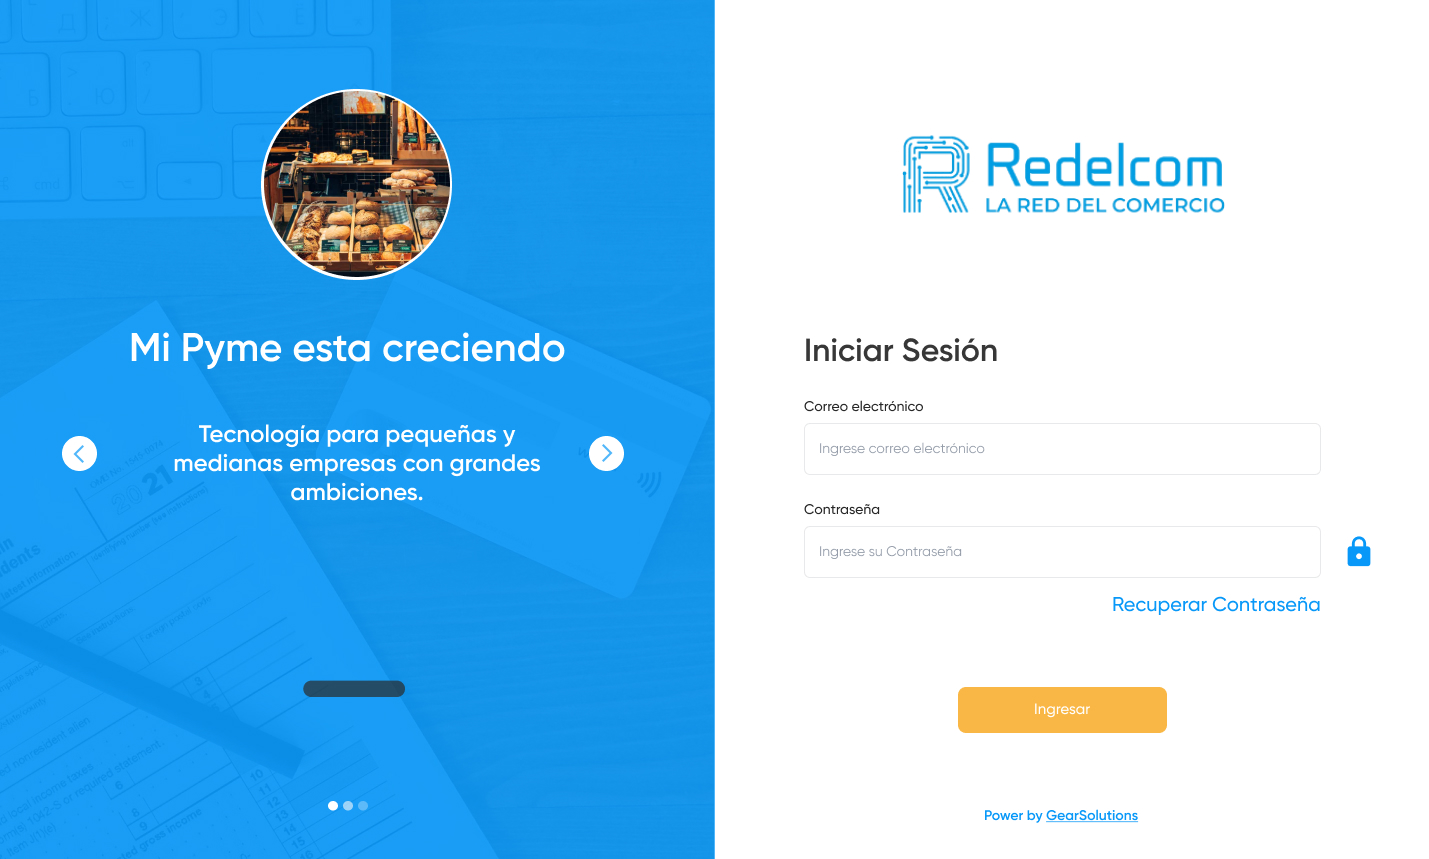 Mi Pyme esta creciendo
Tecnología para pequeñas y
medianas empresas con grandes
ambiciones.
2021
Redelcom
LA RED DEL COMERCIO
Iniciar Sesión
Correo electrónico
Ingrese correo electrónico
Contraseña
Ingrese su Contraseña
Recuperar Contraseña
Ingresar
Power by GearSolutions